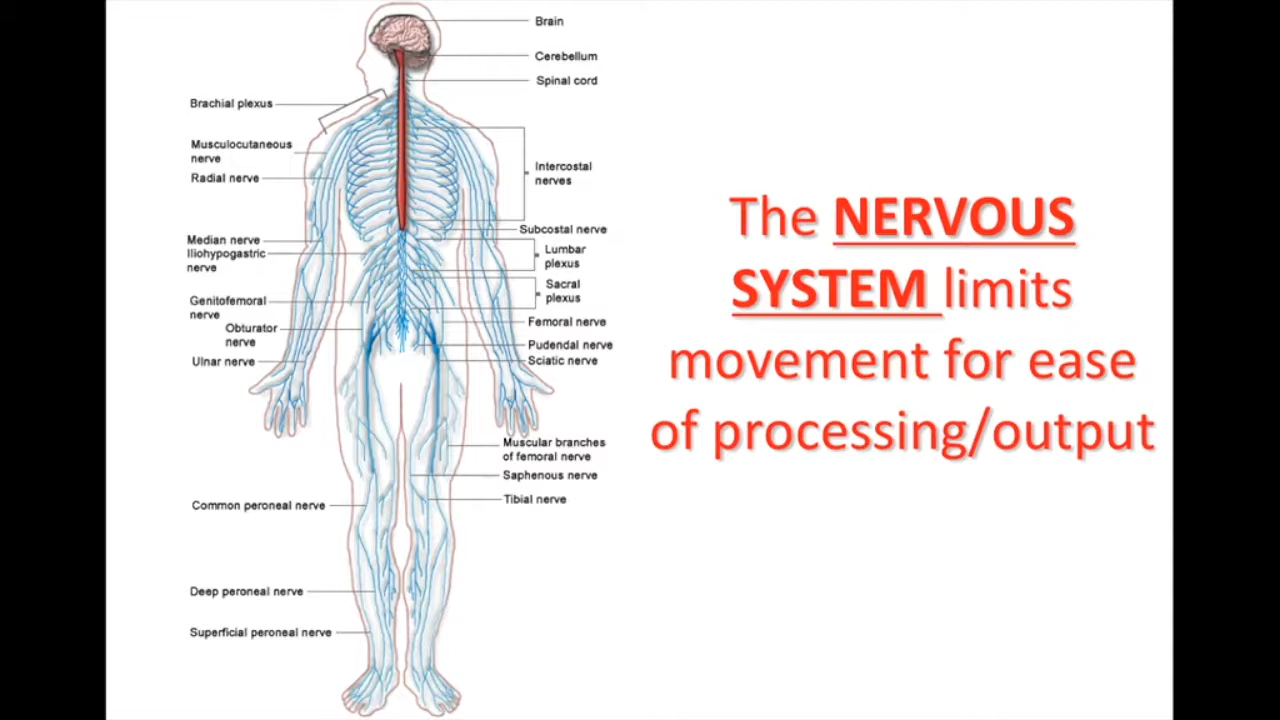 Brain
Cerebellum
Spinal cord
Brachial plexus
Musculocutaneous
nerve
Radial nerve
Intercostal
nerves
Subcostal nerve
Median nerve
Iliohypogastric
nerve
Lumbar
plexus
Sacral
plexus
Genitofemoral
nerve
Obturator
nerve
Femoral nerve
Pudendal nerve
Ulnar nerve
Sciatic nerve
Muscular branches
of femoral nerve
Saphenous nerve
Tibial nerve
Common peroneal nerve
Deep peroneal nerve
Superficial peroneal nerve
The NERVOUS
SYSTEM limits
movement for ease
of processing/output